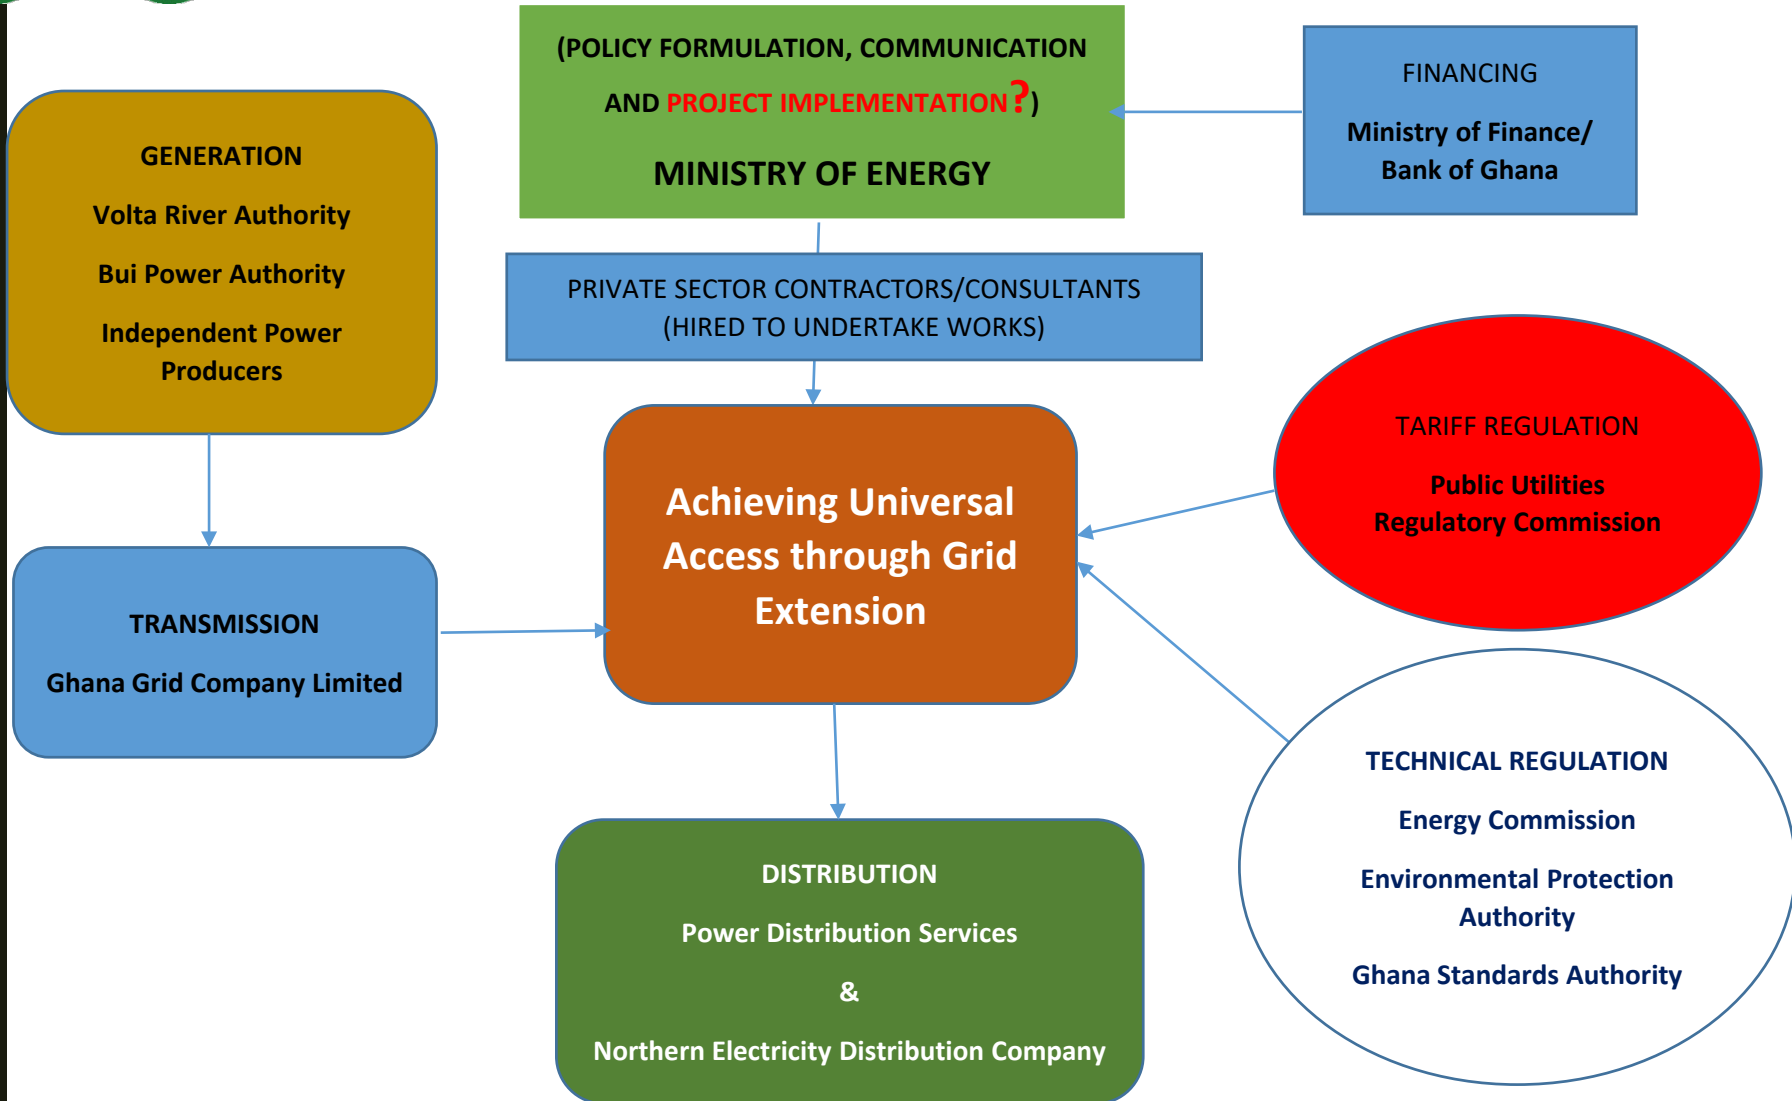 (POLICY FORMULATION, COMMUNICATION
AND PROJECT IMPLEMENTATION?)
MINISTRY OF ENERGY
FINANCING
Ministry of Finance/
Bank of Ghana
GENERATION
Volta River Authority
Bui Power Authority
Independent Power
Producers
PRIVATE SECTOR CONTRACTORS/CONSULTANTS
(HIRED TO UNDERTAKE WORKS)
TARIFF REGULATION
Public Utilities
Regulatory Commission
Achieving Universal
Access through Grid
Extension
TRANSMISSION
Ghana Grid Company Limited
TECHNICAL REGULATION
Energy Commission
Environmental Protection
Authority
Ghana Standards Authority
DISTRIBUTION
Power Distribution Services
&
Northern Electricity Distribution Company